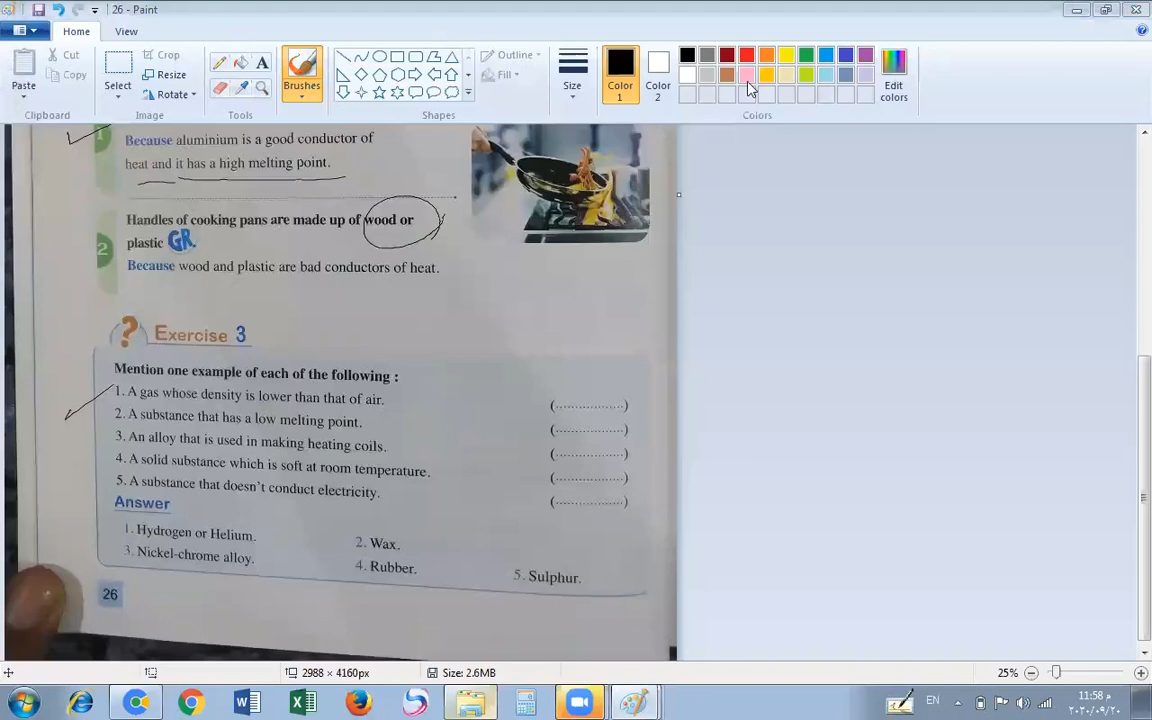 26 - Paint
Home
View
Paste
Cut
Copy
Clipboard
Select
Crop
Resize
Rotate
Image
A
Tools
Brushes
Outline
Fill
Shapes
Size
Color 1
Color 2
Edit colors
Colors
1
Because aluminium is a good conductor of
heat and it has a high melting point.
2
Handles of cooking pans are made up of wood or
plastic GR.
Because wood and plastic are bad conductors of heat.
? Exercise 3
Mention one example of each of the following :
1. A gas whose density is lower than that of air. (..................)
2. A substance that has a low melting point. (..................)
3. An alloy that is used in making heating coils. (..................)
4. A solid substance which is soft at room temperature. (..................)
5. A substance that doesn't conduct electricity. (..................)
Answer
1. Hydrogen or Helium. 2. Wax.
3. Nickel-chrome alloy. 4. Rubber. 5. Sulphur.
26
2988 × 4160px
Size: 2.6MB
25%
EN
11:58 م
٢٠٢٠/٠٩/٢٠